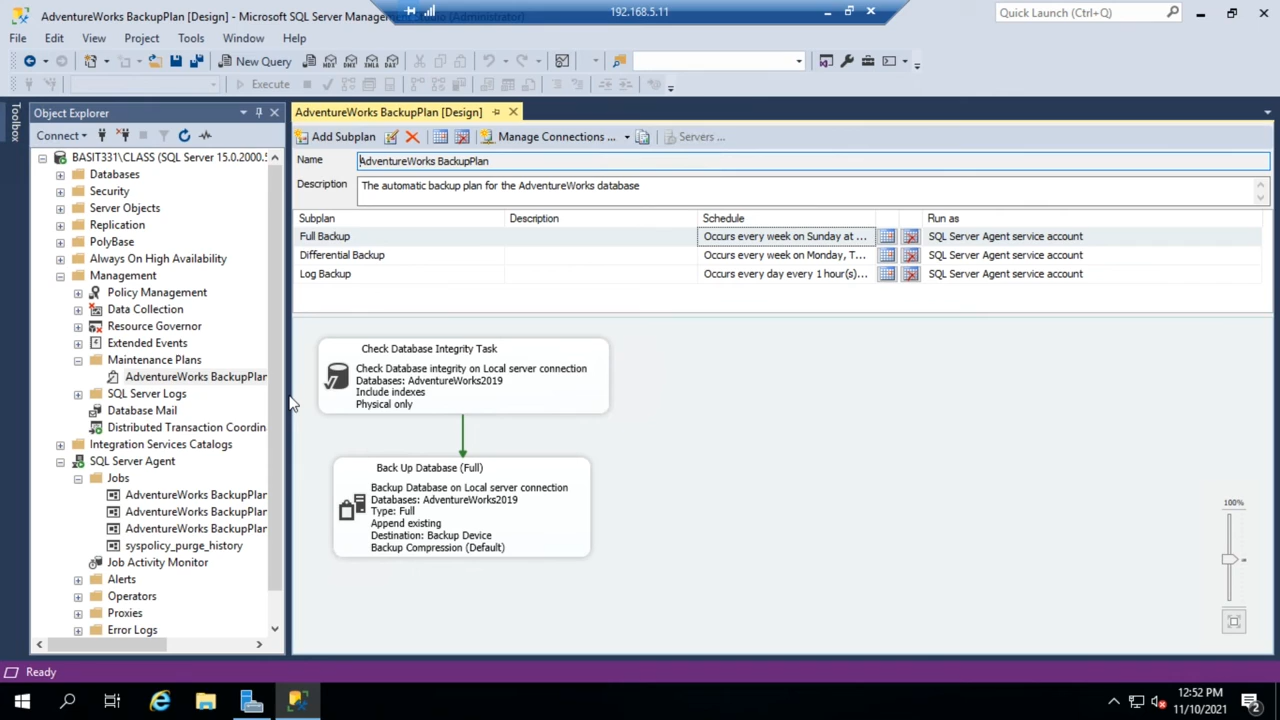 AdventureWorks BackupPlan [Design] - Microsoft SQL Server Management Studio (Administrator)
192.168.5.11
Quick Launch (Ctrl+Q)
File Edit View Project Tools Window Help
New Query
MDX DMX XMLA DAX
Execute
Toolbox
Object Explorer
Connect
BASIT331\CLASS (SQL Server 15.0.2000.5
Databases
Security
Server Objects
Replication
PolyBase
Always On High Availability
Management
Policy Management
Data Collection
Resource Governor
Extended Events
Maintenance Plans
AdventureWorks BackupPlan
SQL Server Logs
Database Mail
Distributed Transaction Coordin
Integration Services Catalogs
SQL Server Agent
Jobs
AdventureWorks BackupPlan
AdventureWorks BackupPlan
AdventureWorks BackupPlan
syspolicy_purge_history
Job Activity Monitor
Alerts
Operators
Proxies
Error Logs
AdventureWorks BackupPlan [Design]
Add Subplan
Manage Connections ...
Servers ...
Name AdventureWorks BackupPlan
Description The automatic backup plan for the AdventureWorks database
Subplan Description Schedule Run as
Full Backup Occurs every week on Sunday at ... SQL Server Agent service account
Differential Backup Occurs every week on Monday, T... SQL Server Agent service account
Log Backup Occurs every day every 1 hour(s)... SQL Server Agent service account
Check Database Integrity Task
Check Database integrity on Local server connection
Databases: AdventureWorks2019
Include indexes
Physical only
Back Up Database (Full)
Backup Database on Local server connection
Databases: AdventureWorks2019
Type: Full
Append existing
Destination: Backup Device
Backup Compression (Default)
100%
Ready
12:52 PM
11/10/2021
2